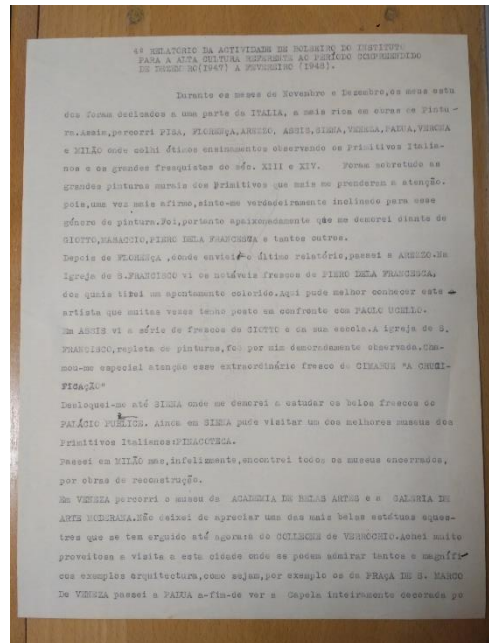 4º RELATORIO DA ACTIVIDADE DE BOLSEIRO DO INSTITUTO
PARA A ALTA CULTURA REFERENTE AO PERÍODO COMPREENDIDO
DE DEZEMBRO(1947) A FEVEREIRO (1948).
Durante os meses de Novembro e Dezembro,os meus estu
dos foram dedicados a uma parte da ITALIA, a mais rica em obras de Pintu-
ra.Assim,percorri PISA, FLORENÇA,AREZZO, ASSIS,SIENA,VENEZA,PADUA,VERONA
e MILÃO onde colhi ótimos ensinamentos observando os Primitivos Italia-
nos e os grandes fresquistas do séc. XIII e XIV. Foram sobretudo as
grandes pinturas murais dos Primitivos que mais me prenderam a atenção.
pois,uma vez mais afirmo,sinto-me verdadeiramente inclinado para esse
género de pintura.Foi,portanto apaixonadamente que me demorei diante de
GIOTTO,MASACCIO,PIERO DELA FRANCESCA e tantos outros.
Depois de FLORENÇA ,donde enviei o último relatório,passei a AREZZO.Na
Igreja de S.FRANCISCO vi os notáveis frescos de PIERO DELA FRANCESCA,
dos quais tirei um apontamento colorido.Aqui pude melhor conhecer este
artista que muitas vezes tenho posto em confronto com PAOLO UCELLO.
Em ASSIS vi a série de frescos de GIOTTO e da sua escola.A igreja de S.
FRANCISCO,repleta de pinturas,foi por mim demoradamente observada.Cha-
mou-me especial atenção esse extraordinário fresco de CIMABUE "A CRUCI-
FICAÇÃO"
Desloquei-me até SIENA onde me demorei a estudar os belos frescos do
PALÁCIO PUBLICE. Ainda em SIENA pude visitar um dos melhores museus dos
Primitivos Italianos:PINACOTECA.
Passei em MILÃO mas,infelizmente,encontrei todos os museus encerrados,
por obras de reconstrução.
Em VENEZA percorri o museu da ACADEMIA DE BELAS ARTES e a GALERIA DE
ARTE MODERANA.Não deixei de apreciar uma das mais belas estátuas eques-
tres que se tem erguido até agora:a do COLLEONE de VERROCHIO.Achei muito
proveitosa a visita a esta cidade onde se podem admirar tantos e magnífi-
cos exemplos arquitectura,como sejam,por exemplo os da PRAÇA DE S. MARCO
De VENEZA passei a PADUA a-fim-de ver a Capela inteiramente decorada pe